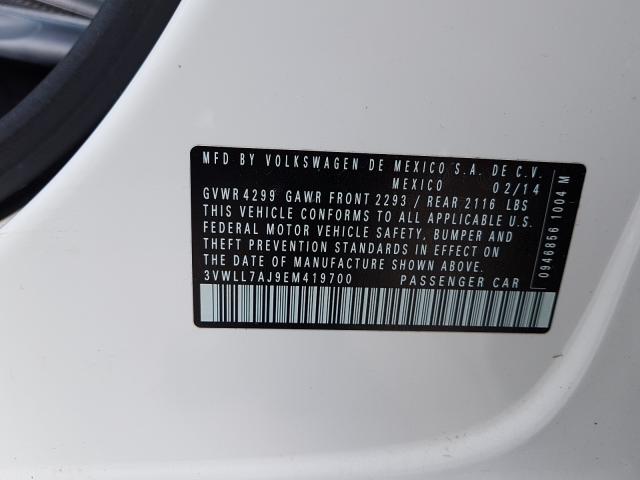 MFD BY VOLKSWAGEN DE MEXICO S.A. DE C.V.
MEXICO 02/14
GVWR 4299 GAWR FRONT 2293 / REAR 2116 LBS
THIS VEHICLE CONFORMS TO ALL APPLICABLE U.S.
FEDERAL MOTOR VEHICLE SAFETY, BUMPER AND
THEFT PREVENTION STANDARDS IN EFFECT ON
DATE OF MANUFACTURE SHOWN ABOVE.
3VWLL7AJ9EM419700 PASSENGER CAR
0946866 1004 M